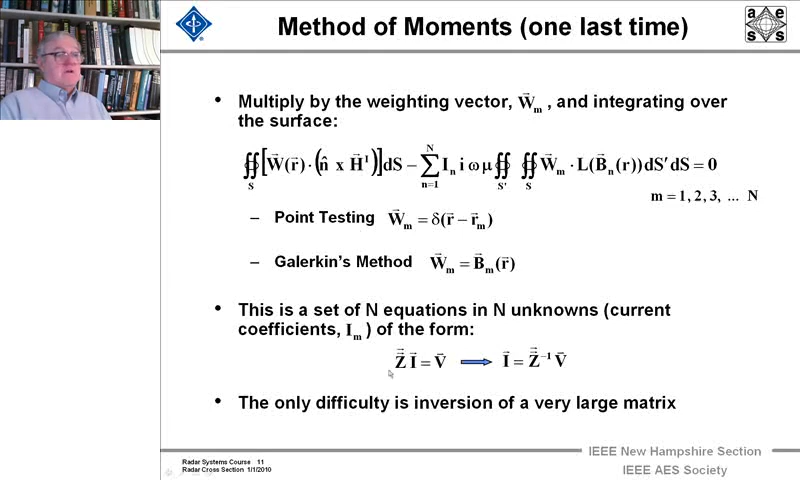 Method of Moments (one last time)
a e
s s
• Multiply by the weighting vector, W⃗ₘ , and integrating over
the surface:
∯_S [W⃗(r⃗) · (n̂ x H⃗ᴵ)] dS − ∑_{n=1}^{N} Iₙ i ω μ ∯_{S′} ∯_S W⃗ₘ · L(B⃗ₙ(r)) dS′ dS = 0
m = 1, 2, 3, ... N
– Point Testing W⃗ₘ = δ(r⃗ − r⃗ₘ)
– Galerkin's Method W⃗ₘ = B⃗ₘ(r⃗)
• This is a set of N equations in N unknowns (current
coefficients, Iₘ ) of the form:
Z⃗ I⃗ = V⃗ ⟹ I⃗ = Z⃗⁻¹ V⃗
• The only difficulty is inversion of a very large matrix
Radar Systems Course 11
Radar Cross Section 1/1/2010
IEEE New Hampshire Section
IEEE AES Society